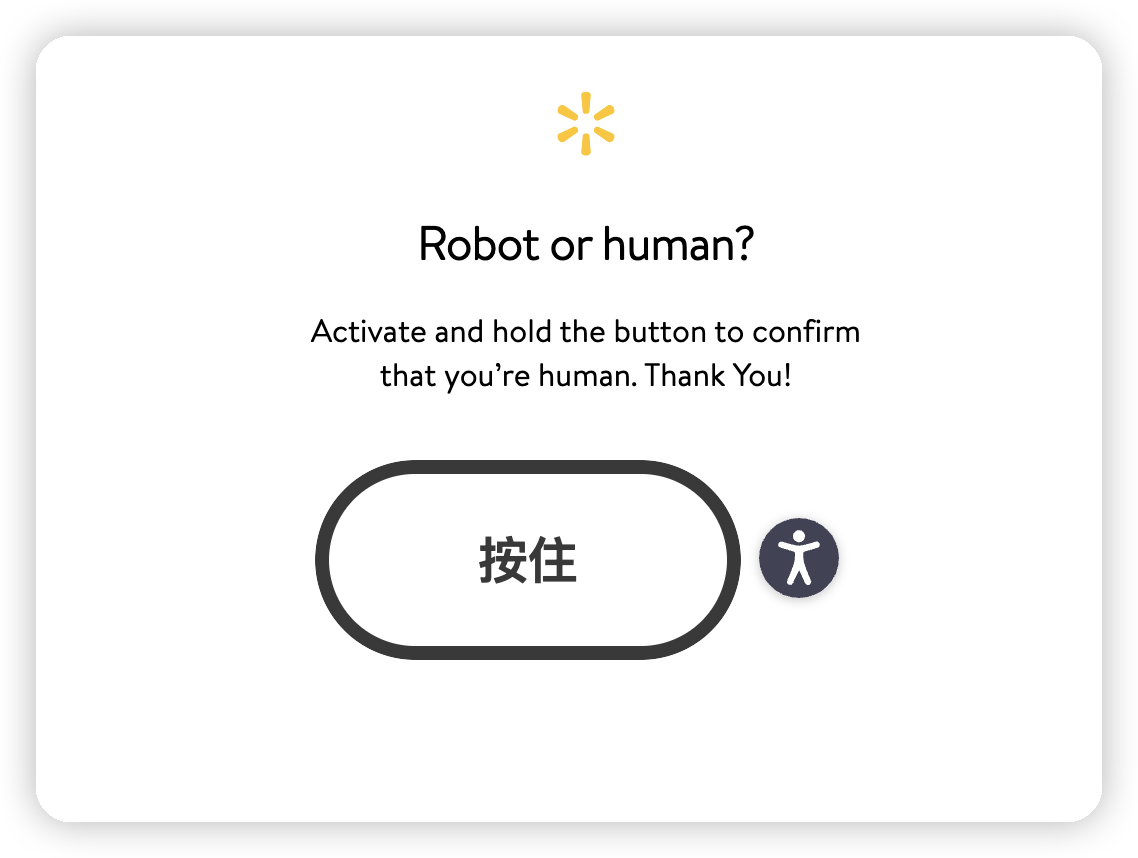 Robot or human?
Activate and hold the button to confirm
that you’re human. Thank You!
按住